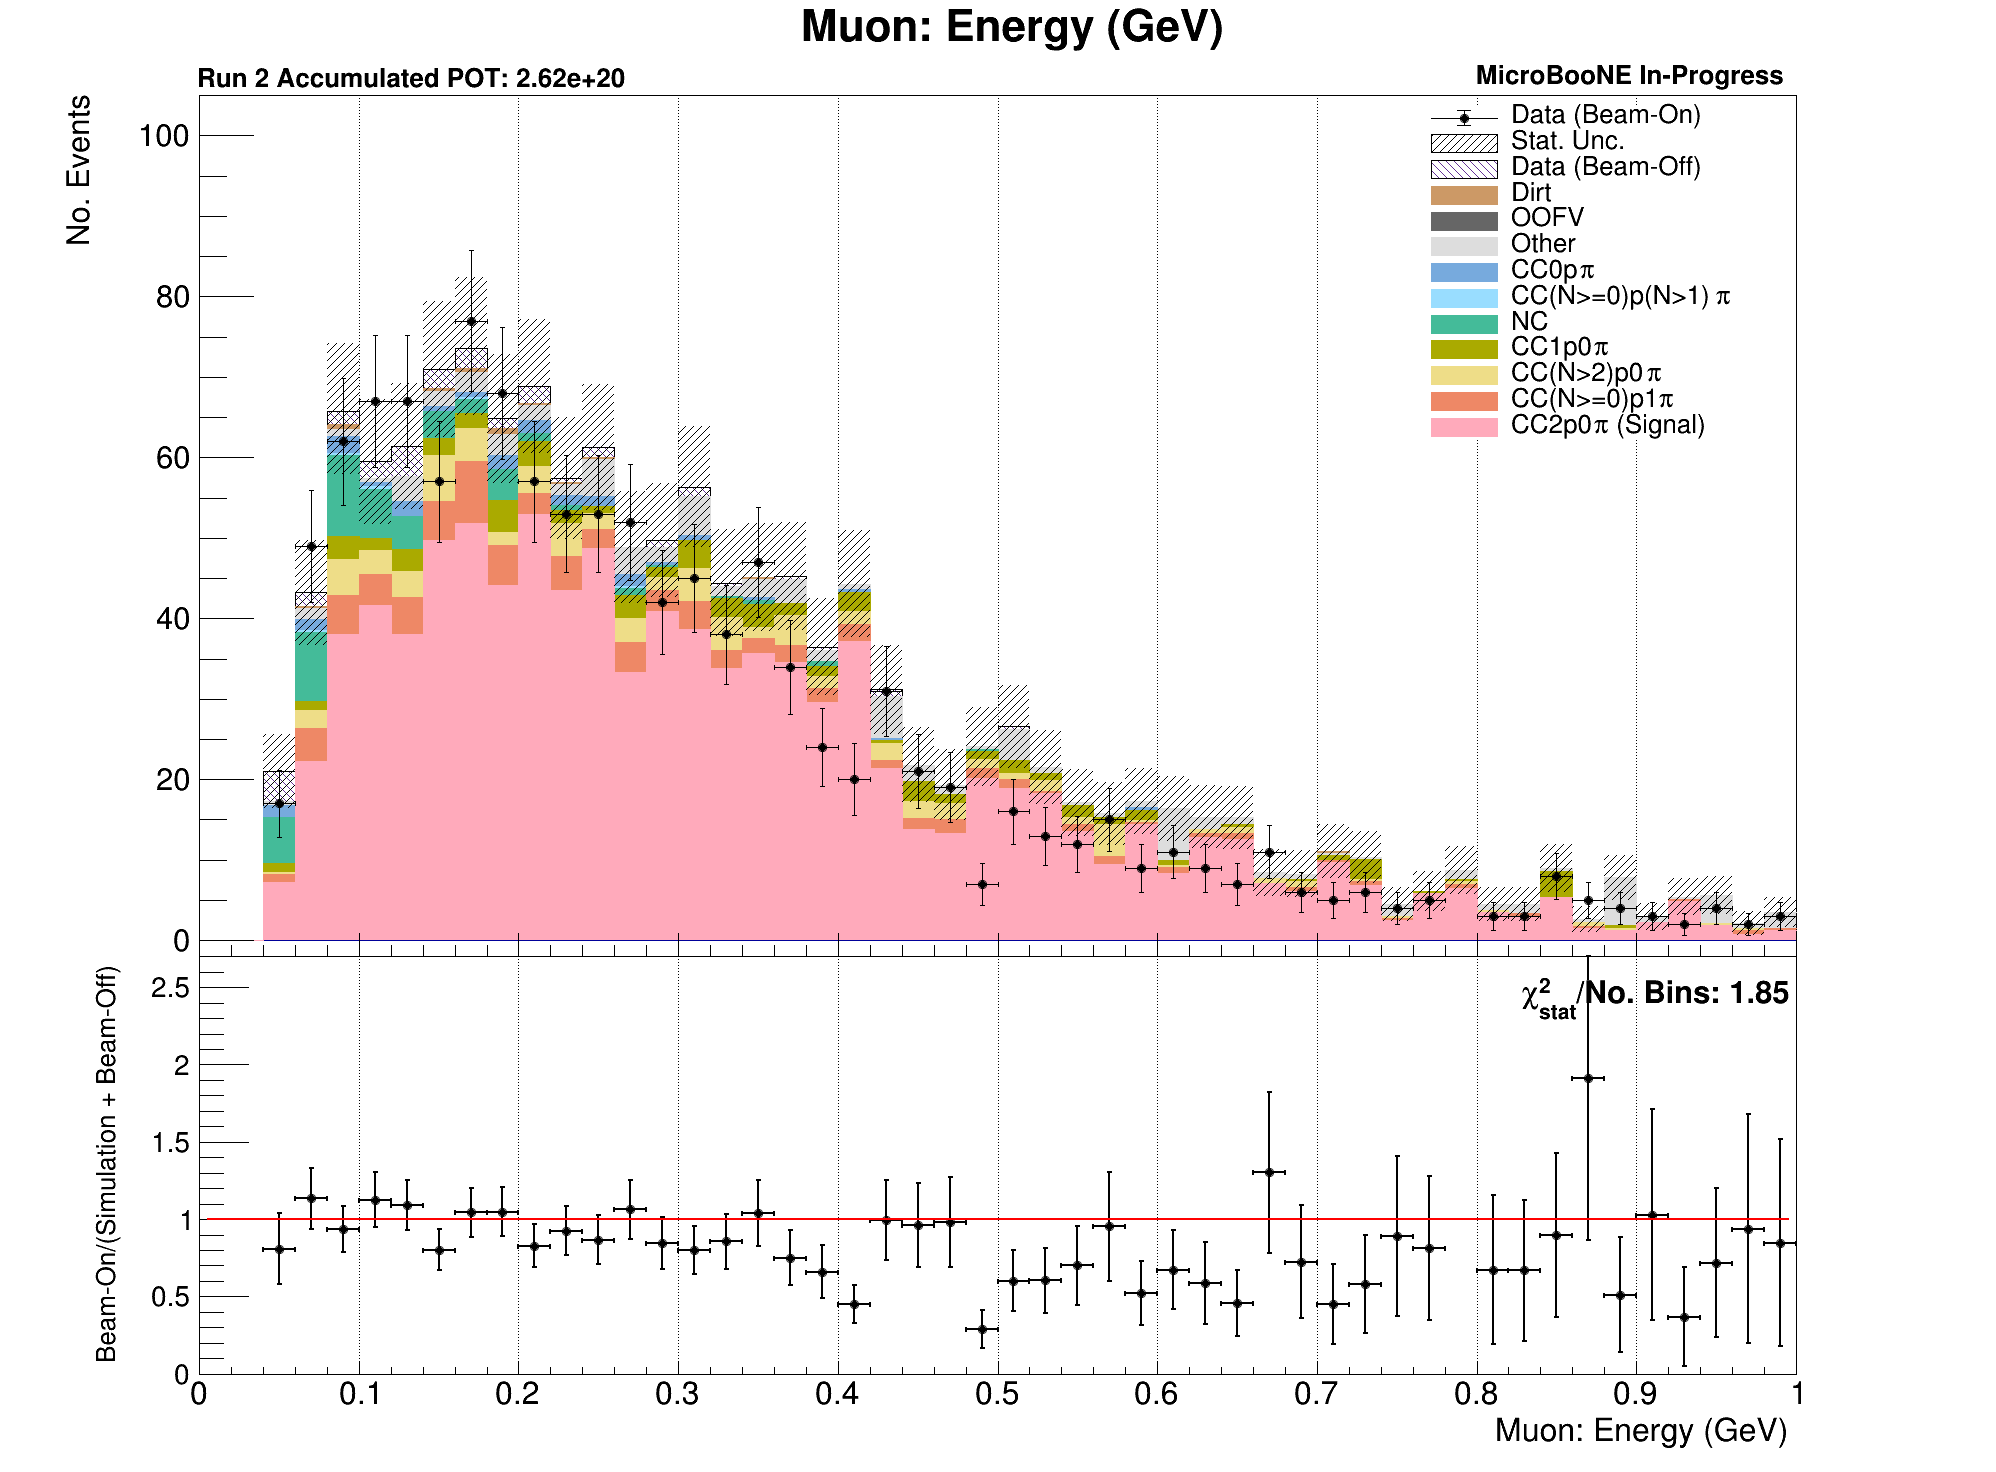 Muon: Energy (GeV)
Run 2 Accumulated POT: 2.62e+20
MicroBooNE In-Progress
No. Events
100
80
60
40
20
0
Data (Beam-On)
Stat. Unc.
Data (Beam-Off)
Dirt
OOFV
Other
CC0pπ
CC(N>=0)p(N>1) π
NC
CC1p0π
CC(N>2)p0π
CC(N>=0)p1π
CC2p0π (Signal)
Beam-On/(Simulation + Beam-Off)
2.5
2
1.5
1
0.5
0
χ²stat/No. Bins: 1.85
0 0.1 0.2 0.3 0.4 0.5 0.6 0.7 0.8 0.9 1
Muon: Energy (GeV)